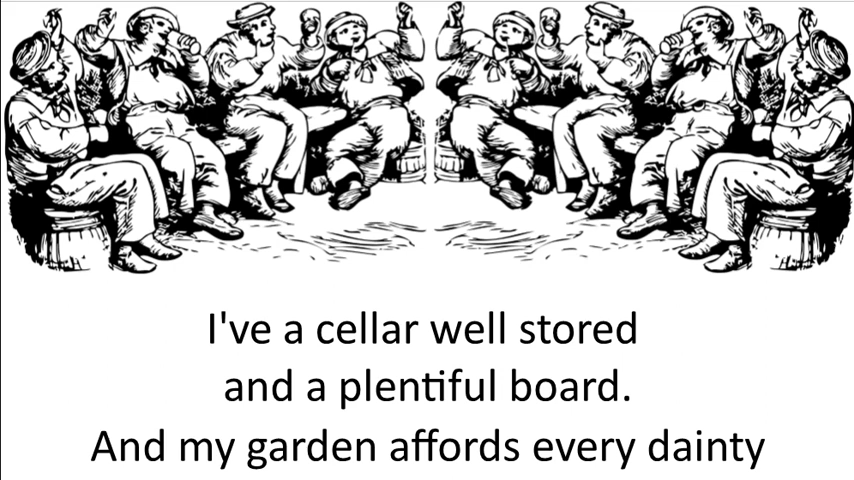 I've a cellar well stored
and a plentiful board.
And my garden affords every dainty